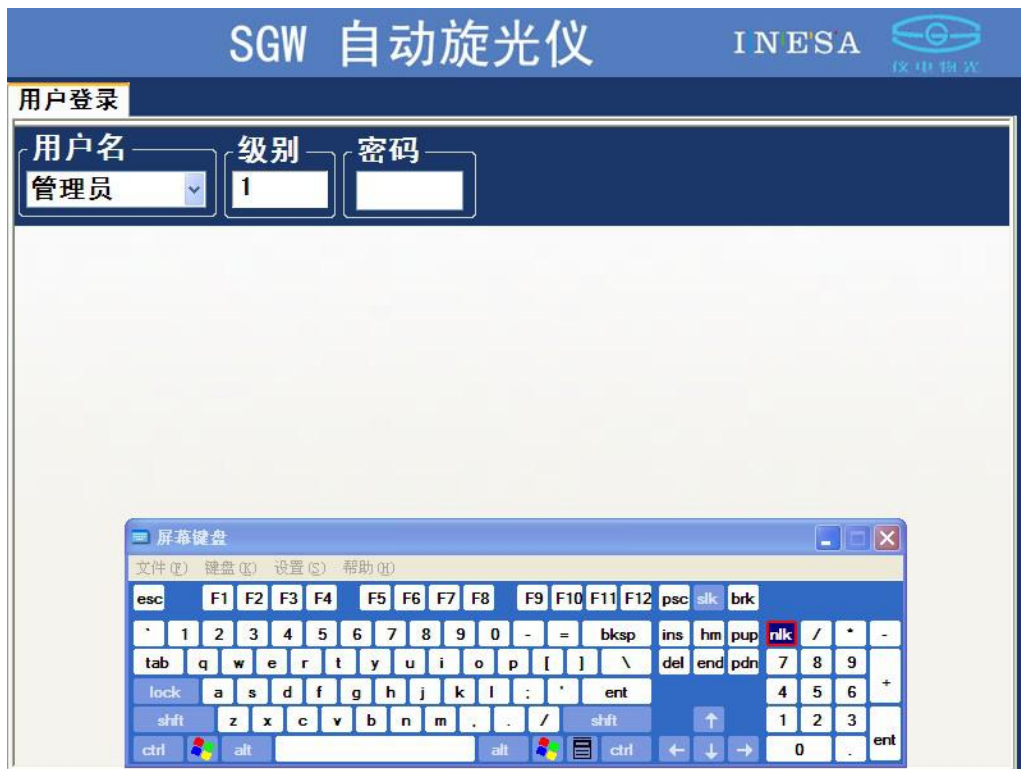 SGW 自动旋光仪 INESA
仪电物光
用户登录
用户名 级别 密码
管理员 1
屏幕键盘
文件(F) 键盘(K) 设置(S) 帮助(H)
esc F1 F2 F3 F4 F5 F6 F7 F8 F9 F10 F11 F12 psc slk brk
` 1 2 3 4 5 6 7 8 9 0 - = bksp ins hm pup nlk / * -
tab q w e r t y u i o p [ ] \ del end pdn 7 8 9 +
lock a s d f g h j k l ; ' ent 4 5 6
shft z x c v b n m , . / shft ↑ 1 2 3 ent
ctrl alt alt ctrl ← ↓ → 0 .